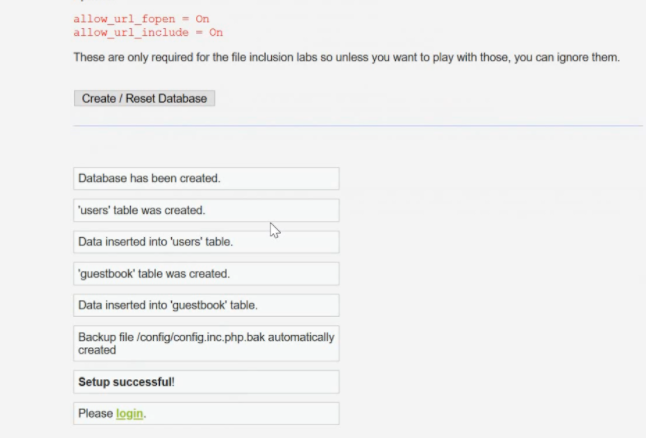 allow_url_fopen = On
allow_url_include = On
These are only required for the file inclusion labs so unless you want to play with those, you can ignore them.
Create / Reset Database
Database has been created.
'users' table was created.
Data inserted into 'users' table.
'guestbook' table was created.
Data inserted into 'guestbook' table.
Backup file /config/config.inc.php.bak automatically
created
Setup successful!
Please login.